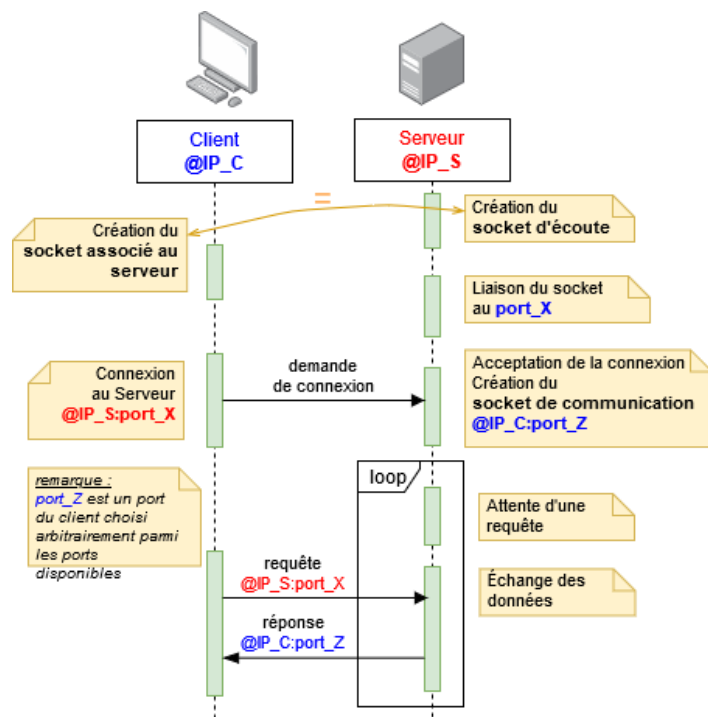 Client
@IP_C
Serveur
@IP_S
=
Création du
socket associé au
serveur
Création du
socket d'écoute
Liaison du socket
au port_X
Connexion
au Serveur
@IP_S:port_X
demande
de connexion
Acceptation de la connexion
Création du
socket de communication
@IP_C:port_Z
remarque :
port_Z est un port
du client choisi
arbitrairement parmi
les ports
disponibles
loop
Attente d'une
requête
requête
@IP_S:port_X
Échange des
données
réponse
@IP_C:port_Z